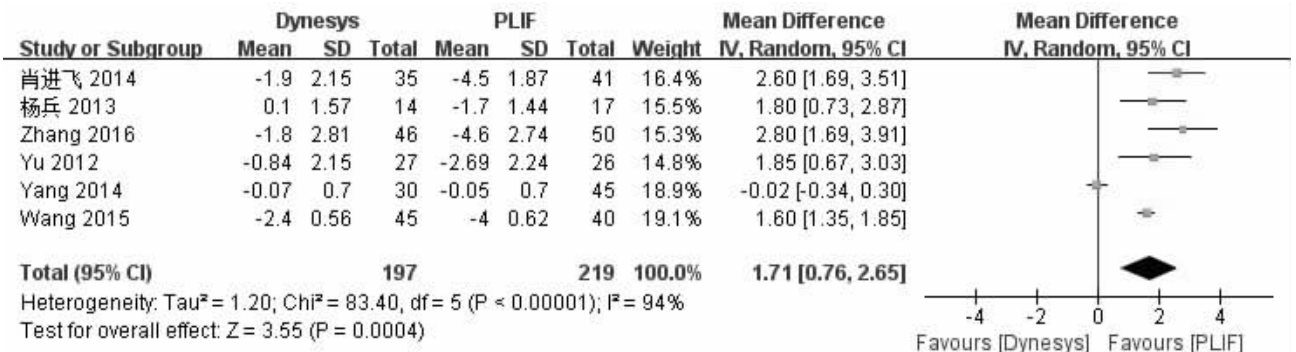 Dynesys PLIF Mean Difference Mean Difference
Study or Subgroup Mean SD Total Mean SD Total Weight IV, Random, 95% CI IV, Random, 95% CI
肖进飞 2014 -1.9 2.15 35 -4.5 1.87 41 16.4% 2.60 [1.69, 3.51]
杨兵 2013 0.1 1.57 14 -1.7 1.44 17 15.5% 1.80 [0.73, 2.87]
Zhang 2016 -1.8 2.81 46 -4.6 2.74 50 15.3% 2.80 [1.69, 3.91]
Yu 2012 -0.84 2.15 27 -2.69 2.24 26 14.8% 1.85 [0.67, 3.03]
Yang 2014 -0.07 0.7 30 -0.05 0.7 45 18.9% -0.02 [-0.34, 0.30]
Wang 2015 -2.4 0.56 45 -4 0.62 40 19.1% 1.60 [1.35, 1.85]
Total (95% CI) 197 219 100.0% 1.71 [0.76, 2.65]
Heterogeneity: Tau² = 1.20; Chi² = 83.40, df = 5 (P < 0.00001); I² = 94%
Test for overall effect: Z = 3.55 (P = 0.0004)
-4 -2 0 2 4
Favours [Dynesys] Favours [PLIF]